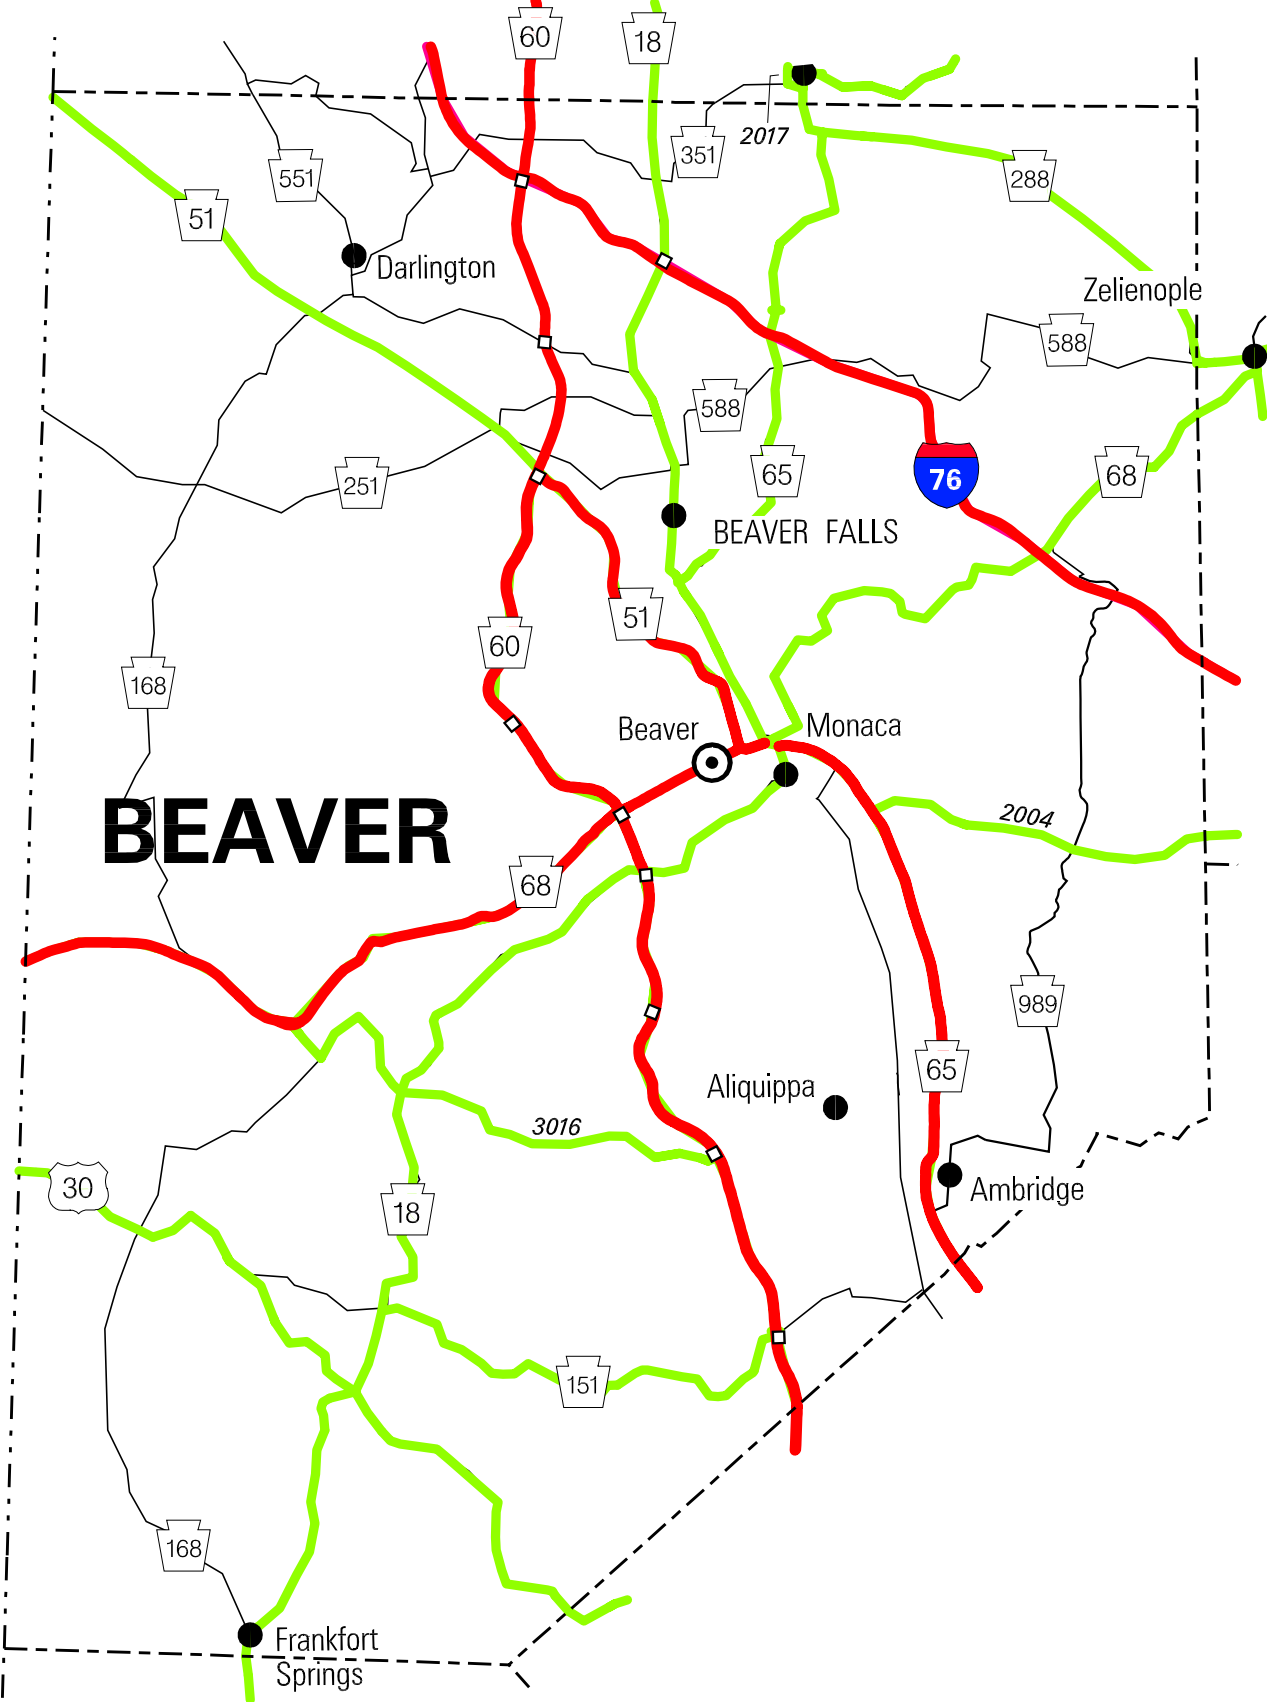 60
18
2017
351
551
288
51
Darlington
Zelienople
588
588
65
76
68
251
BEAVER FALLS
51
60
168
Beaver
Monaca
BEAVER
2004
68
989
65
Aliquippa
3016
30
Ambridge
18
151
168
Frankfort
Springs